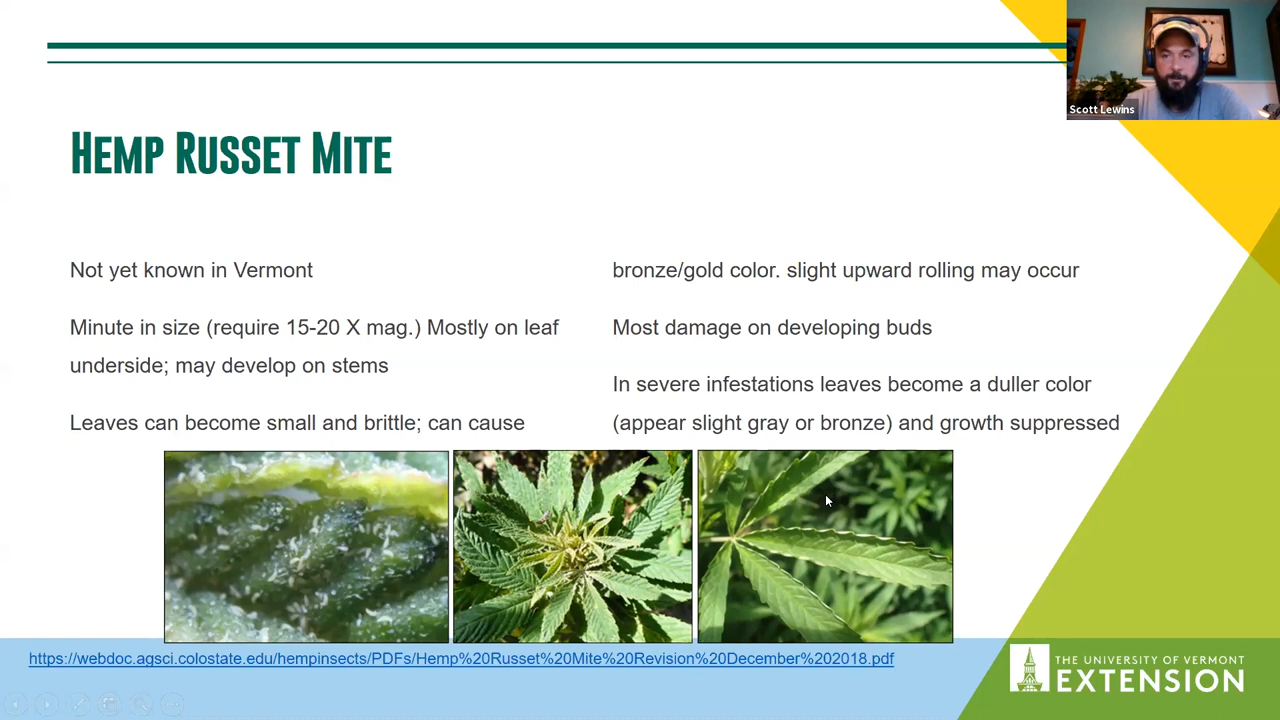 Scott Lewins
Hemp Russet Mite
Not yet known in Vermont
Minute in size (require 15-20 X mag.) Mostly on leaf
underside; may develop on stems
Leaves can become small and brittle; can cause
bronze/gold color. slight upward rolling may occur
Most damage on developing buds
In severe infestations leaves become a duller color
(appear slight gray or bronze) and growth suppressed
https://webdoc.agsci.colostate.edu/hempinsects/PDFs/Hemp%20Russet%20Mite%20Revision%20December%202018.pdf
THE UNIVERSITY OF VERMONT
EXTENSION